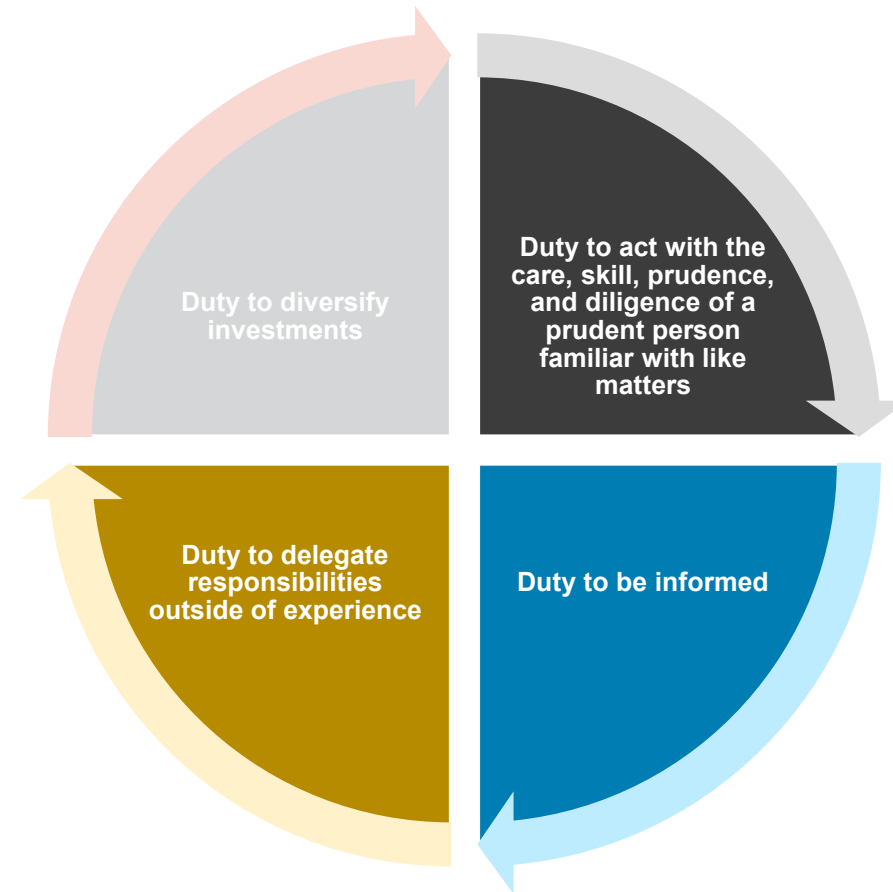 Duty to diversify
investments
Duty to act with the
care, skill, prudence,
and diligence of a
prudent person
familiar with like
matters
Duty to delegate
responsibilities
outside of experience
Duty to be informed